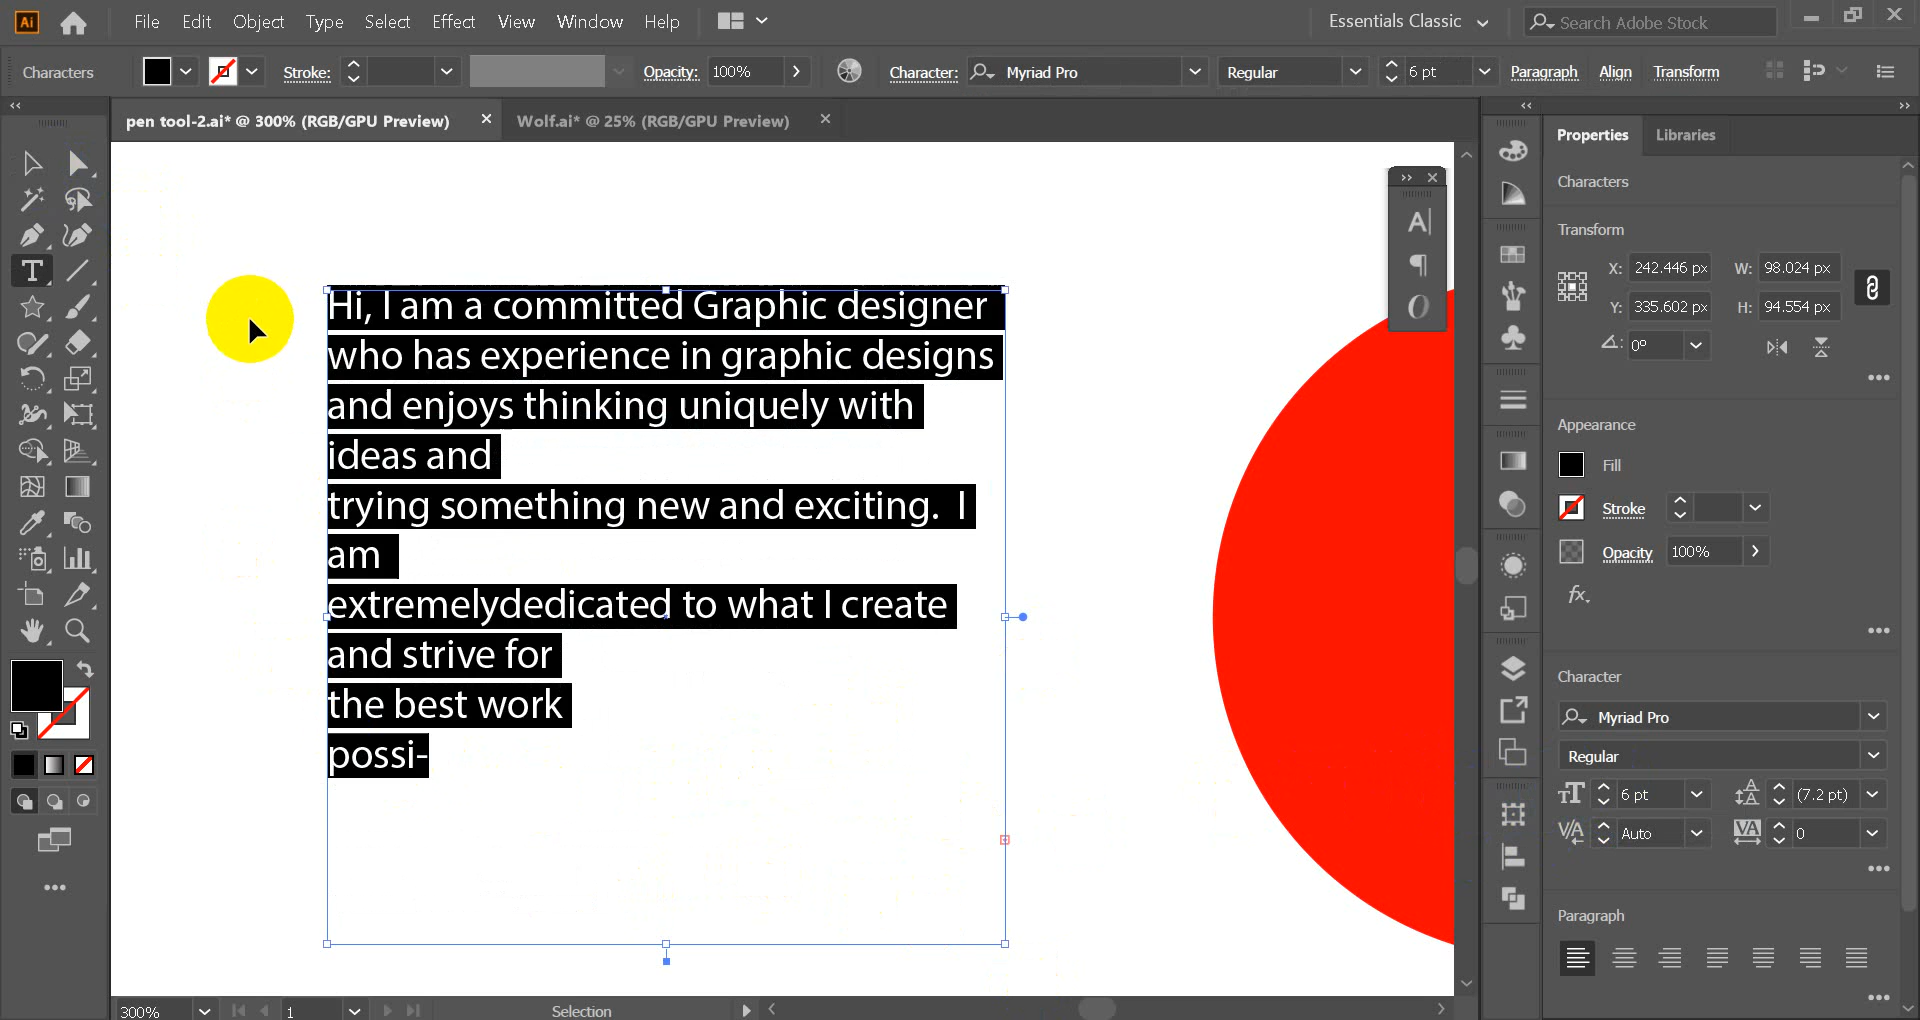 File Edit Object Type Select Effect View Window Help
Essentials Classic
Search Adobe Stock
Characters
Stroke:
Opacity: 100%
Character: Myriad Pro
Regular
6 pt
Paragraph Align Transform
pen tool-2.ai* @ 300% (RGB/GPU Preview)
Wolf.ai* @ 25% (RGB/GPU Preview)
Hi, I am a committed Graphic designer
who has experience in graphic designs
and enjoys thinking uniquely with
ideas and
trying something new and exciting.  I
am
extremelydedicated to what I create
and strive for
the best work
possi-
Properties Libraries
Characters
Transform
X: 242.446 px W: 98.024 px
Y: 335.602 px H: 94.554 px
0°
Appearance
Fill
Stroke
Opacity 100%
fx.
Character
Myriad Pro
Regular
6 pt (7.2 pt)
Auto 0
Paragraph
300% 1 Selection